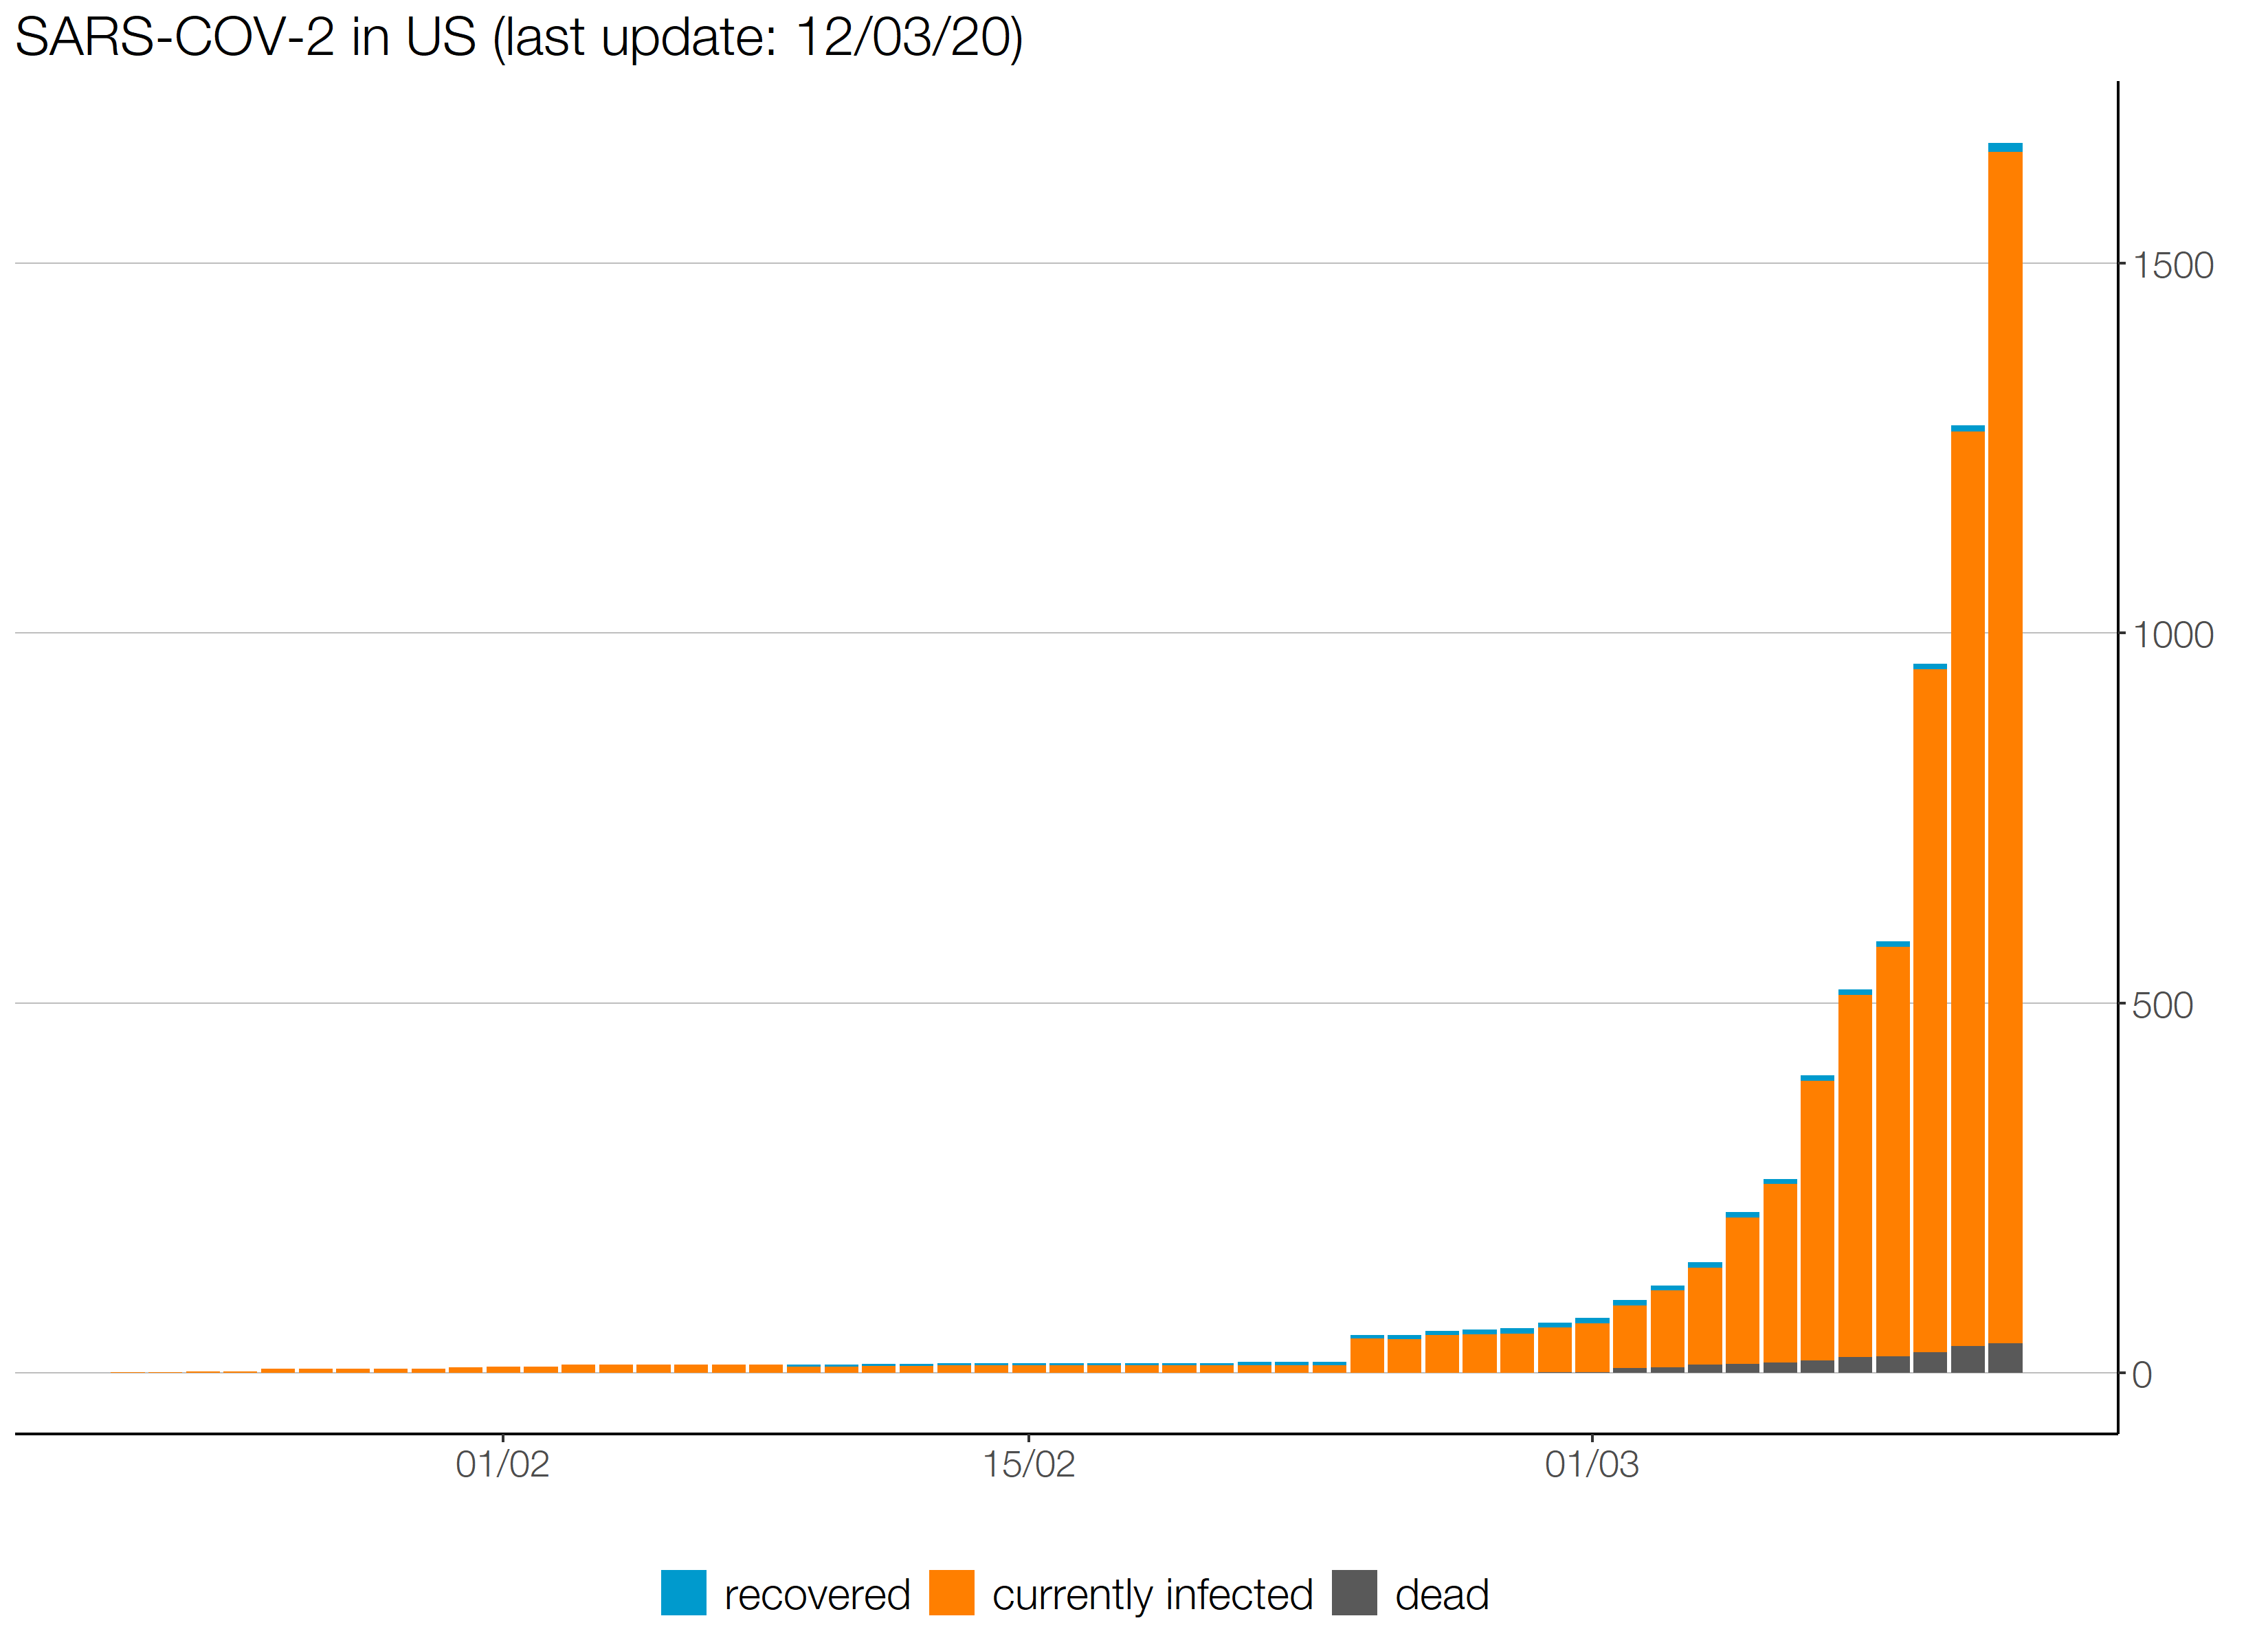 SARS-COV-2 in US (last update: 12/03/20)
1500
1000
500
0
01/02 15/02 01/03
recovered currently infected dead